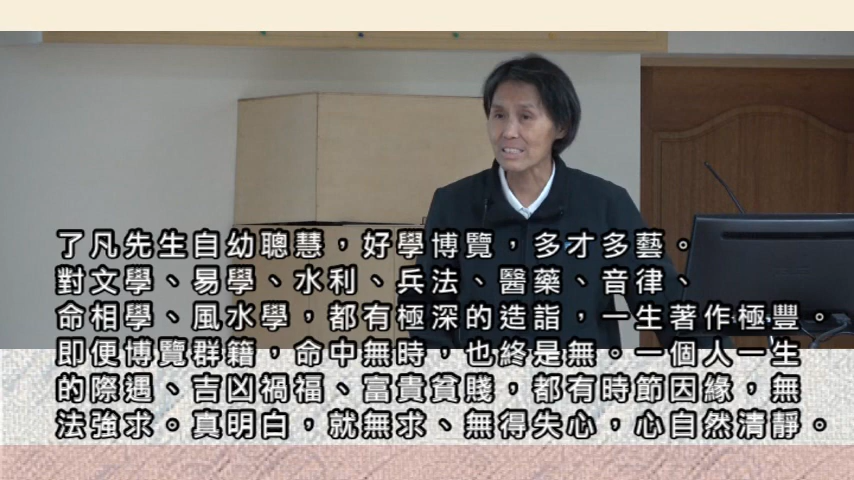 了凡先生自幼聰慧，好學博覽，多才多藝。
對文學、易學、水利、兵法、醫藥、音律、
命相學、風水學，都有極深的造詣，一生著作極豐。
即便博覽群籍，命中無時，也終是無。一個人一生
的際遇、吉凶禍福、富貴貧賤，都有時節因緣，無
法強求。真明白，就無求、無得失心，心自然清靜。